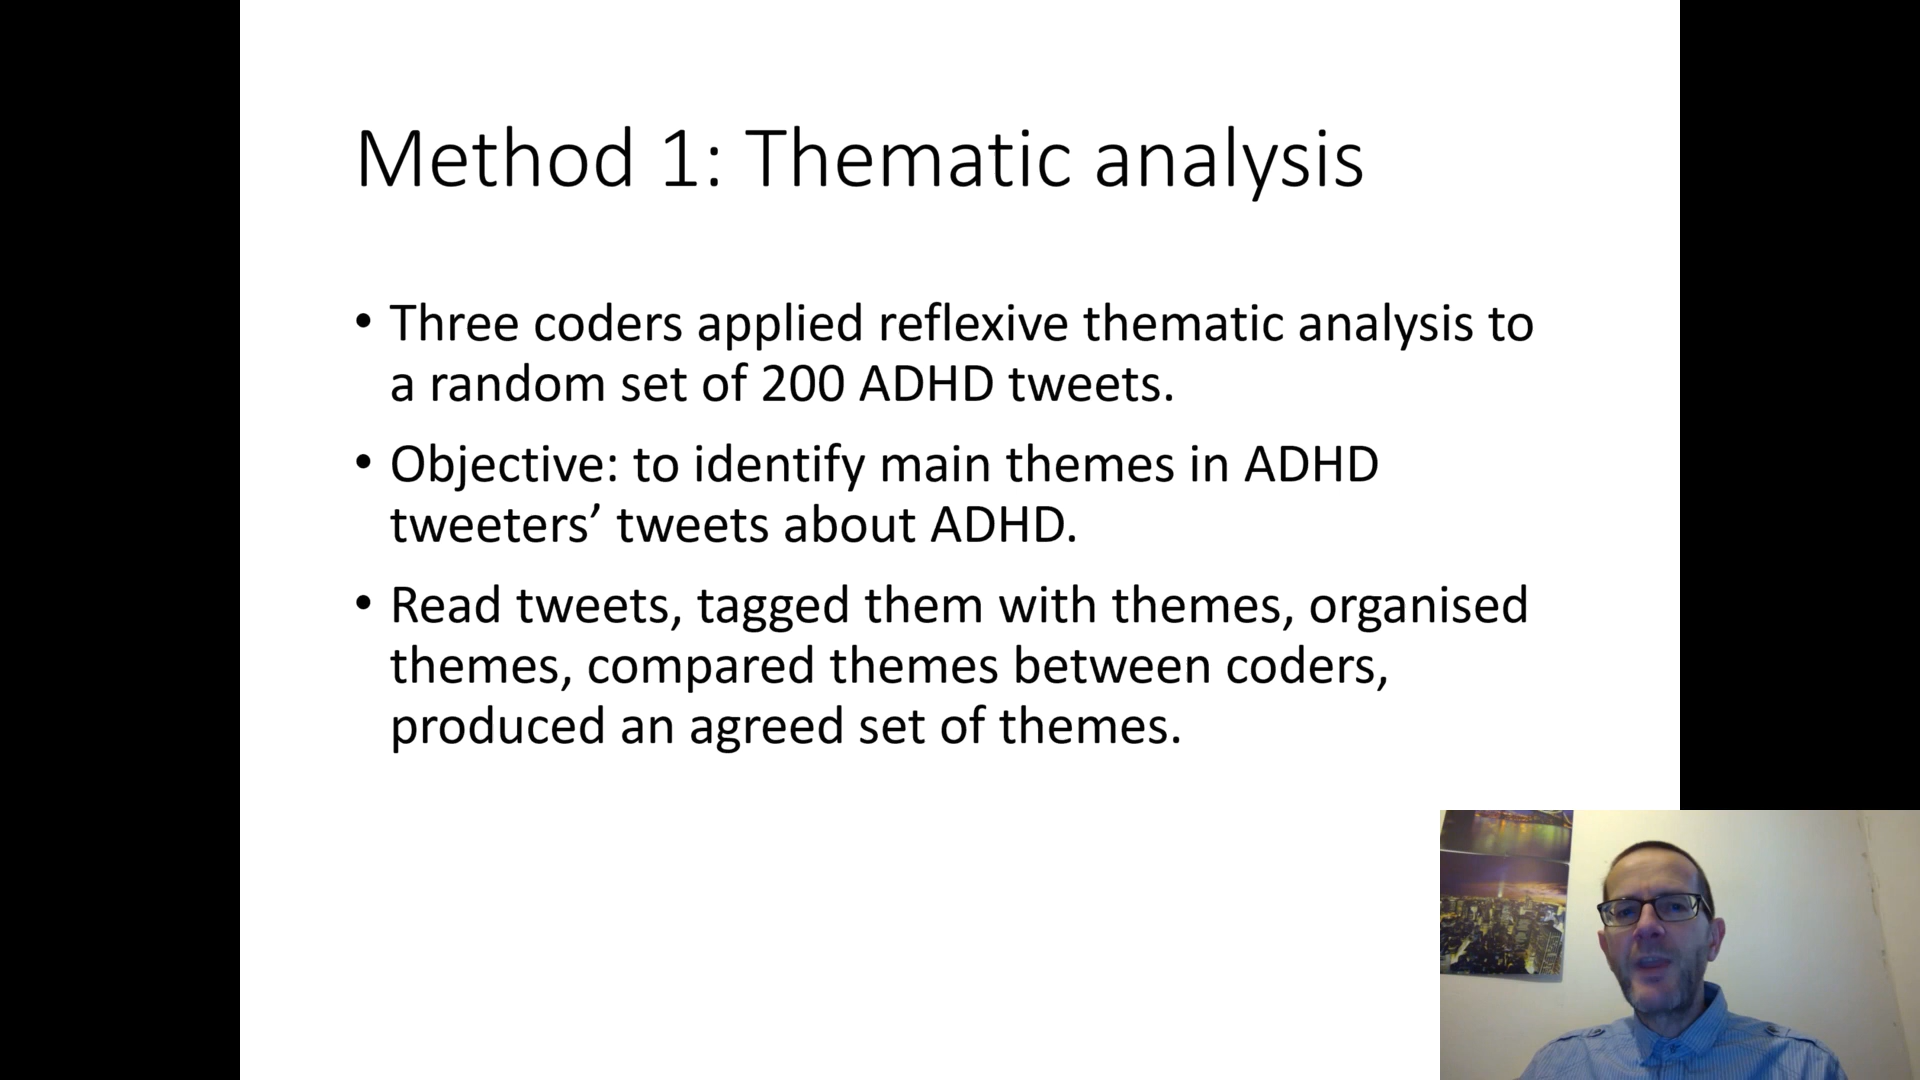 Method 1: Thematic analysis
• Three coders applied reflexive thematic analysis to
a random set of 200 ADHD tweets.
• Objective: to identify main themes in ADHD
tweeters’ tweets about ADHD.
• Read tweets, tagged them with themes, organised
themes, compared themes between coders,
produced an agreed set of themes.